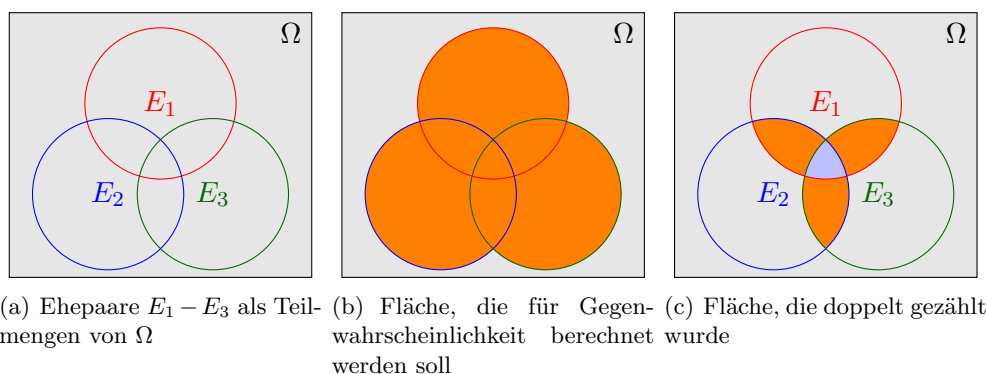 Ω
E₁
E₂
E₃
Ω
Ω
E₁
E₂
E₃
(a) Ehepaare E₁ – E₃ als Teil-
mengen von Ω
(b) Fläche, die für Gegen-
wahrscheinlichkeit berechnet
werden soll
(c) Fläche, die doppelt gezählt
wurde